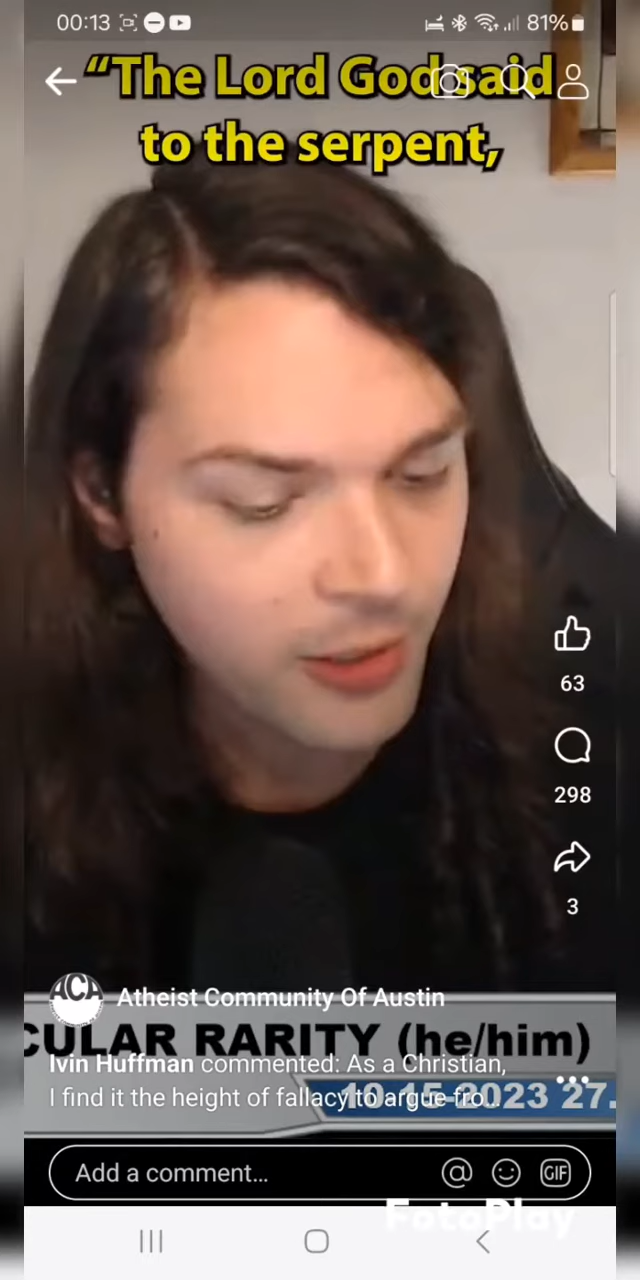 00:13
81%
“The Lord God said
to the serpent,
63
298
3
ACA
Atheist Community Of Austin
CULAR RARITY (he/him)
Ivin Huffman commented: As a Christian,
I find it the height of fallacy to argue fro...
10-15-2023 27.
Add a comment...
@
GIF
FotoPlay